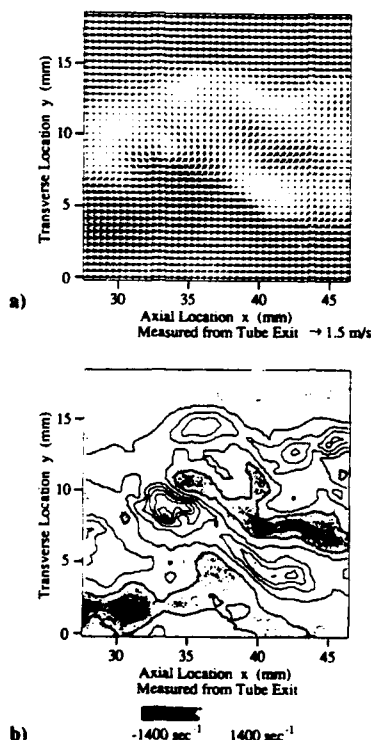 Transverse Location y (mm)
15
10
5
0
30 35 40 45
Axial Location x (mm)
a) Measured from Tube Exit → 1.5 m/s
Transverse Location y (mm)
15
10
5
0
30 35 40 45
Axial Location x (mm)
Measured from Tube Exit
b) -1400 sec⁻¹ 1400 sec⁻¹